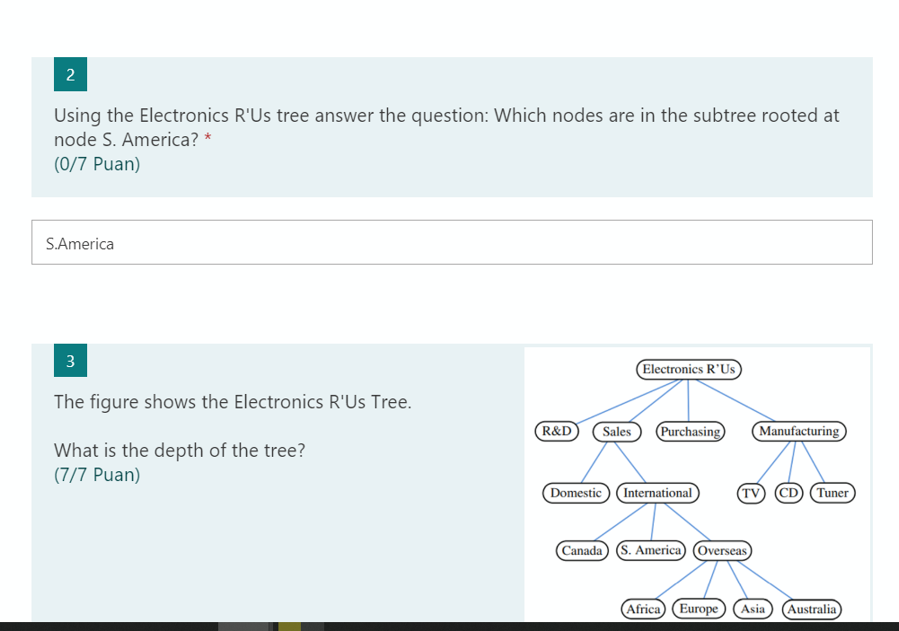 2
Using the Electronics R'Us tree answer the question: Which nodes are in the subtree rooted at
node S. America? *
(0/7 Puan)
S.America
3
The figure shows the Electronics R'Us Tree.
What is the depth of the tree?
(7/7 Puan)
Electronics R'Us
R&D Sales Purchasing Manufacturing
Domestic International TV CD Tuner
Canada S. America Overseas
Africa Europe Asia Australia